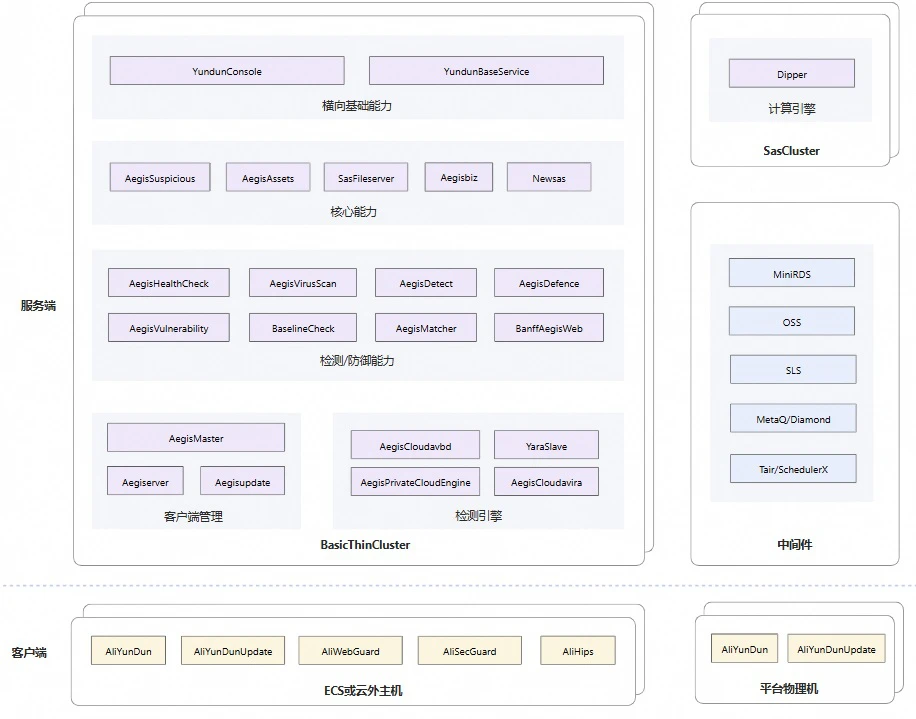 服务端
YundunConsole
YundunBaseService
横向基础能力
AegisSuspicious
AegisAssets
SasFileserver
Aegisbiz
Newsas
核心能力
AegisHealthCheck
AegisVirusScan
AegisDetect
AegisDefence
AegisVulnerability
BaselineCheck
AegisMatcher
BanffAegisWeb
检测/防御能力
AegisMaster
Aegiserver
Aegisupdate
客户端管理
AegisCloudavbd
YaraSlave
AegisPrivateCloudEngine
AegisCloudavira
检测引擎
BasicThinCluster
Dipper
计算引擎
SasCluster
MiniRDS
OSS
SLS
MetaQ/Diamond
Tair/SchedulerX
中间件
客户端
AliYunDun
AliYunDunUpdate
AliWebGuard
AliSecGuard
AliHips
ECS或云外主机
AliYunDun
AliYunDunUpdate
平台物理机